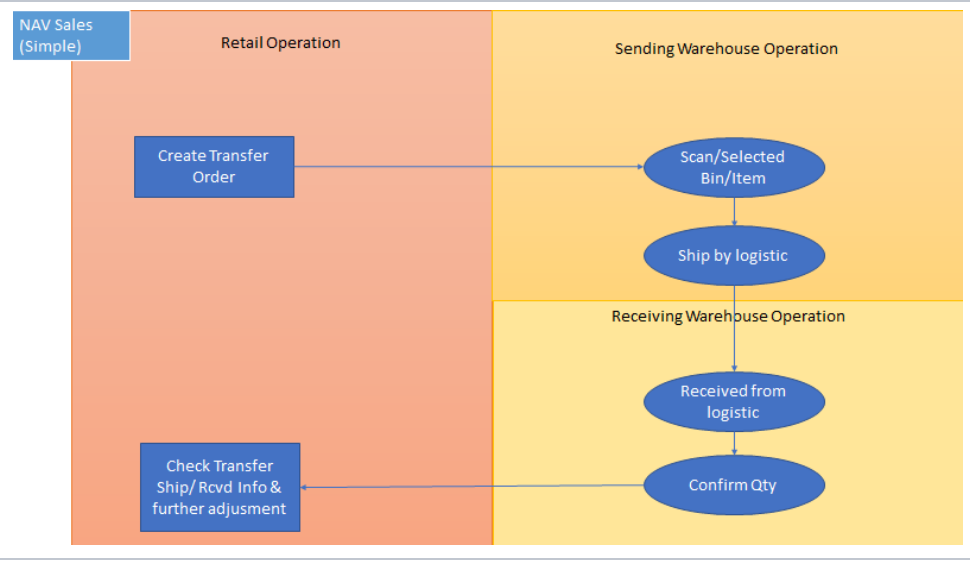 NAV Sales
(Simple)
Retail Operation
Sending Warehouse Operation
Create Transfer
Order
Scan/Selected
Bin/Item
Ship by logistic
Receiving Warehouse Operation
Received from
logistic
Check Transfer
Ship/ Rcvd Info &
further adjusment
Confirm Qty